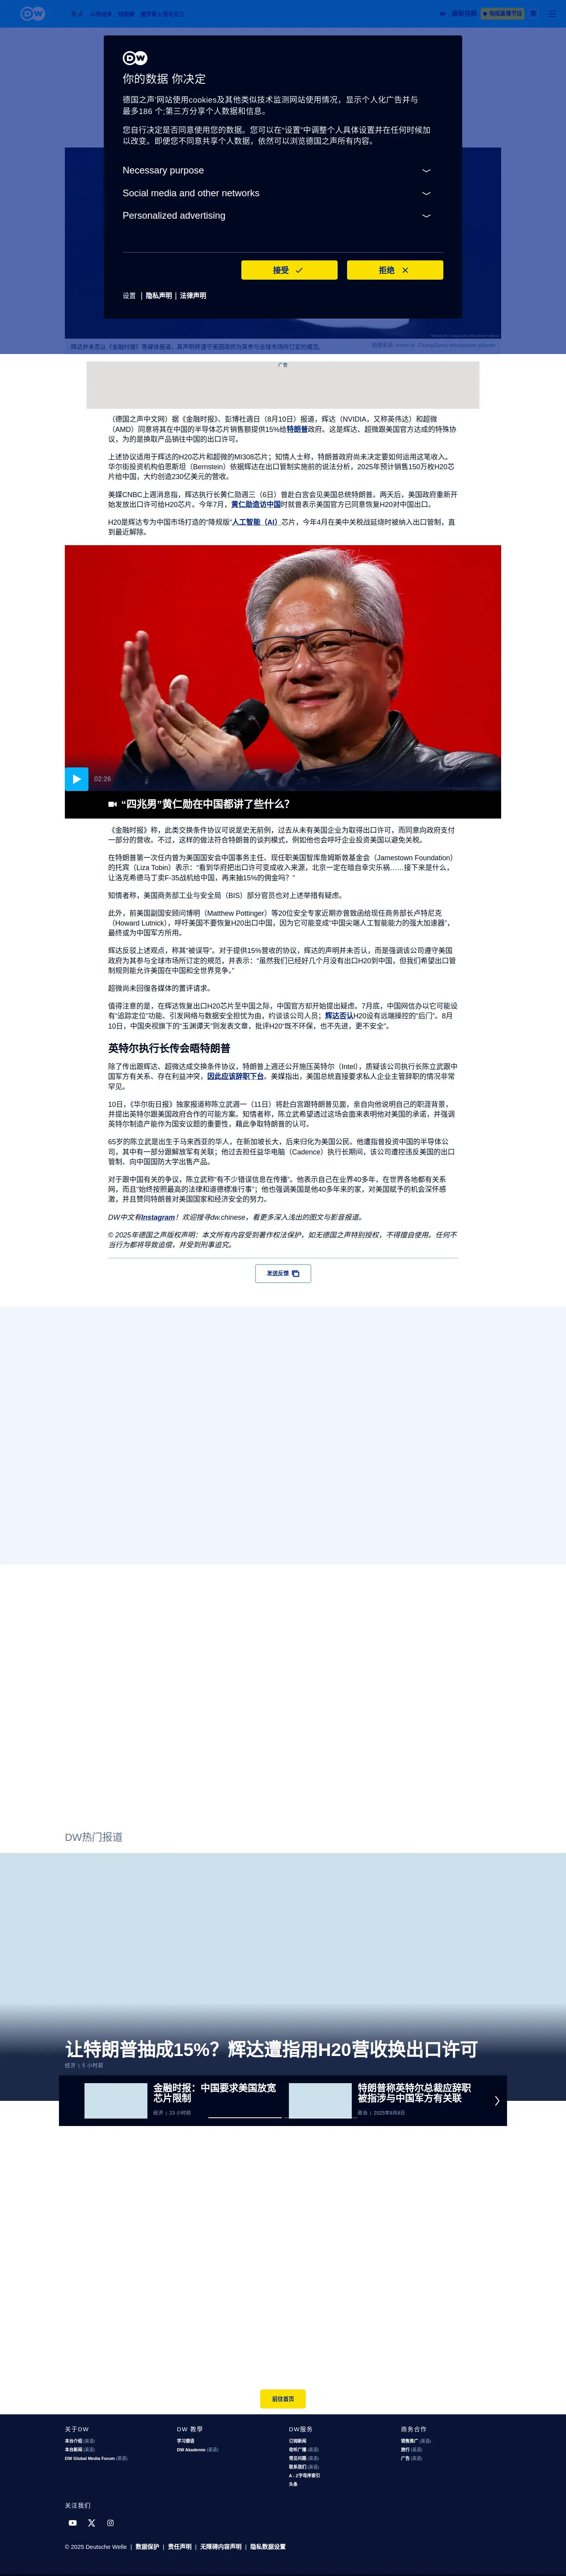 DW
最新视频
电视直播节目
DW
你的数据 你决定
德国之声‘网站使用cookies及其他类似技术监测网站使用情况，显示个人化广告并与
最多186 个;第三方分享个人数据和信息。
您自行决定是否同意使用您的数据。您可以在“设置”中调整个人具体设置并在任何时候加
以改变。即便您不同意共享个人数据，依然可以浏览德国之声所有内容。
Necessary purpose
Social media and other networks
Personalized advertising
接受
拒绝
设置 | 隐私声明 | 法律声明
辉达并未否认《金融时报》等媒体报道，其声明称遵守美国政府为其参与全球市场所订定的规范。
广告
（德国之声中文网）据《金融时报》、彭博社週日（8月10日）报道，辉达（NVIDIA，又称英伟达）和超微
（AMD）同意将其在中国的半导体芯片销售额提供15%给特朗普政府。这是辉达、超微跟美国官方达成的特殊协
议，为的是换取产品销往中国的出口许可。
上述协议适用于辉达的H20芯片和超微的MI308芯片；知情人士称，特朗普政府尚未决定要如何运用这笔收入。
华尔街投资机构伯恩斯坦（Bernstein）依据辉达在出口管制实施前的说法分析，2025年预计销售150万枚H20芯
片给中国，大约创造230亿美元的营收。
美媒CNBC上週消息指，辉达执行长黄仁勋週三（6日）曾赴白宫会见美国总统特朗普。两天后，美国政府重新开
始发放出口许可给H20芯片。今年7月，黄仁勋造访中国时就曾表示美国官方已同意恢复H20对中国出口。
H20是辉达专为中国市场打造的“降规版”人工智能（AI）芯片，今年4月在美中关税战延烧时被纳入出口管制，直
到最近解除。
02:26
“四兆男”黄仁勋在中国都讲了些什么？
《金融时报》称，此类交换条件协议可说是史无前例，过去从未有美国企业为取得出口许可，而同意向政府支付
一部分的营收。不过，这样的做法符合特朗普的谈判模式，例如他也会呼吁企业投资美国以避免关税。
在特朗普第一次任内曾为美国国安会中国事务主任、现任职美国智库詹姆斯敦基金会（Jamestown Foundation）
的托宾（Liza Tobin）表示：“看到华府把出口许可变成收入来源，北京一定在暗自幸灾乐祸……接下来是什么，
让洛克希德马丁卖F-35战机给中国，再来抽15%的佣金吗？”
知情者称，美国商务部工业与安全局（BIS）部分官员也对上述举措有疑虑。
此外，前美国副国安顾问博明（Matthew Pottinger）等20位安全专家近期亦曾致函给现任商务部长卢特尼克
（Howard Lutnick），呼吁美国不要恢复H20出口中国，因为它可能变成“中国尖端人工智能能力的强大加速器”，
最终或为中国军方所用。
辉达反驳上述观点，称其“被误导”。对于提供15%营收的协议，辉达的声明并未否认，而是强调该公司遵守美国
政府为其参与全球市场所订定的规范，并表示：“虽然我们已经好几个月没有出口H20到中国，但我们希望出口管
制规则能允许美国在中国和全世界竞争。”
超微尚未回復各媒体的置评请求。
值得注意的是，在辉达恢复出口H20芯片至中国之际，中国官方却开始提出疑虑。7月底，中国网信办以它可能设
有“追踪定位”功能、引发网络与数据安全担忧为由，约谈该公司人员；辉达否认H20设有远端操控的“后门”。8月
10日，中国央视旗下的“玉渊谭天”则发表文章，批评H20“既不环保，也不先进，更不安全”。
英特尔执行长传会晤特朗普
除了传出跟辉达、超微达成交换条件协议，特朗普上週还公开施压英特尔（Intel），质疑该公司执行长陈立武跟中
国军方有关系、存在利益冲突，因此应该辞职下台。美媒指出，美国总统直接要求私人企业主管辞职的情况非常
罕见。
10日，《华尔街日报》独家报道称陈立武週一（11日）将赴白宫跟特朗普见面，亲自向他说明自己的职涯背景，
并提出英特尔跟美国政府合作的可能方案。知情者称，陈立武希望透过这场会面来表明他对美国的承诺，并强调
英特尔制造产能作为国安议题的重要性，藉此争取特朗普的认可。
65岁的陈立武是出生于马来西亚的华人，在新加坡长大，后来归化为美国公民。他遭指曾投资中国的半导体公
司，其中有一部分跟解放军有关联；他过去担任益华电脑（Cadence）执行长期间，该公司遭控违反美国的出口
管制、向中国国防大学出售产品。
对于跟中国有关的争议，陈立武称“有不少错误信息在传播”。他表示自己在业界40多年，在世界各地都有关系
网，而且“始终按照最高的法律和道德標准行事”；他也强调美国是他40多年来的家，对美国赋予的机会深怀感
激，并且赞同特朗普对美国国家和经济安全的努力。
DW中文有Instagram！欢迎搜寻dw.chinese，看更多深入浅出的图文与影音报道。
© 2025年德国之声版权声明：本文所有内容受到著作权法保护，如无德国之声特别授权，不得擅自使用。任何不
当行为都将导致追偿，并受到刑事追究。
发送反馈
DW热门报道
让特朗普抽成15%？辉达遭指用H20营收换出口许可
经济 | 9 小时前
金融时报：中国要求美国放宽
芯片限制
经济 | 23 小时前
特朗普称英特尔总裁应辞职
被指涉与中国军方有关联
政治 | 2025年8月8日
前往首页
关于DW
本台介绍 (英语)
本台新闻 (英语)
DW Global Media Forum (英语)
DW 教學
学习德语
DW Akademie (英语)
DW服务
订阅新闻
收听广播 (英语)
常见问题 (英语)
联系我们 (英语)
A - Z字母序索引
头条
商务合作
销售推广 (英语)
旅行 (英语)
广告 (英语)
关注我们
© 2025 Deutsche Welle | 数据保护 | 责任声明 | 无障碍内容声明 | 隐私数据设置